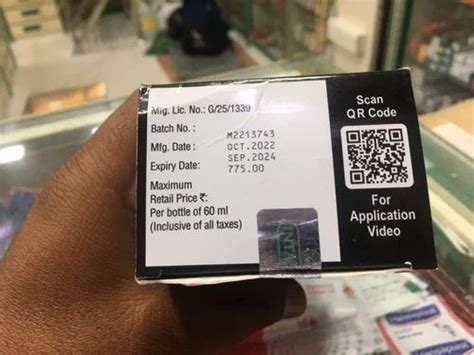 Mfg. Lic. No.: G/25/1339
Batch No. : M2213743
Mfg. Date : OCT.2022
Expiry Date: SEP.2024
775.00
Maximum
Retail Price ₹:
Per bottle of 60 ml
(Inclusive of all taxes)
Scan
QR Code
For
Application
Video